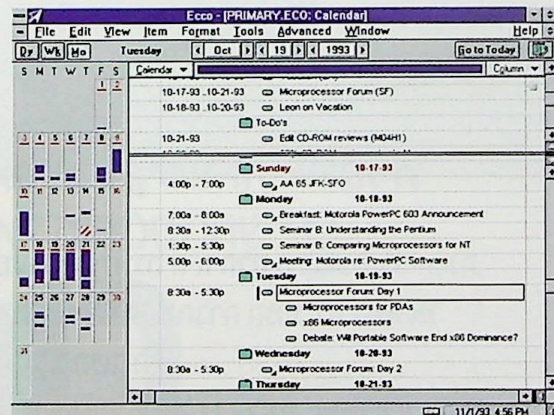 Ecco - [PRIMARY.ECO: Calendar]
File Edit View Item Format Tools Advanced Window Help
Dy Wk Mo Tuesday Oct 19 1993 Go to Today
S M T W T F S
Calendar Column
1 2
10-17-93 ..10-21-93 Microprocessor Forum (SF)
10-18-93 ..10-20-93 Leon on Vacation
To-Do's
10-21-93 Edit CD-ROM reviews (M04H1)
3 4 5 6 7 8 9
Sunday 10-17-93
4:00p - 7:00p AA 65 JFK-SFO
Monday 10-18-93
10 11 12 13 14 15 16
7:00a - 8:00a Breakfast: Motorola PowerPC 603 Announcement
8:30a - 12:30p Seminar B: Understanding the Pentium
1:30p - 5:30p Seminar B: Comparing Microprocessors for NT
17 18 19 20 21 22 23
5:00p - 6:00p Meeting: Motorola re: PowerPC Software
Tuesday 10-19-93
8:30a - 5:30p Microprocessor Forum: Day 1
24 25 26 27 28 29 30
Microprocessors for PDAs
x86 Microprocessors
Debate: Will Portable Software End x86 Dominance?
31
Wednesday 10-20-93
8:30a - 5:30p Microprocessor Forum: Day 2
Thursday 10-21-93
11/1/93 4:56 PM